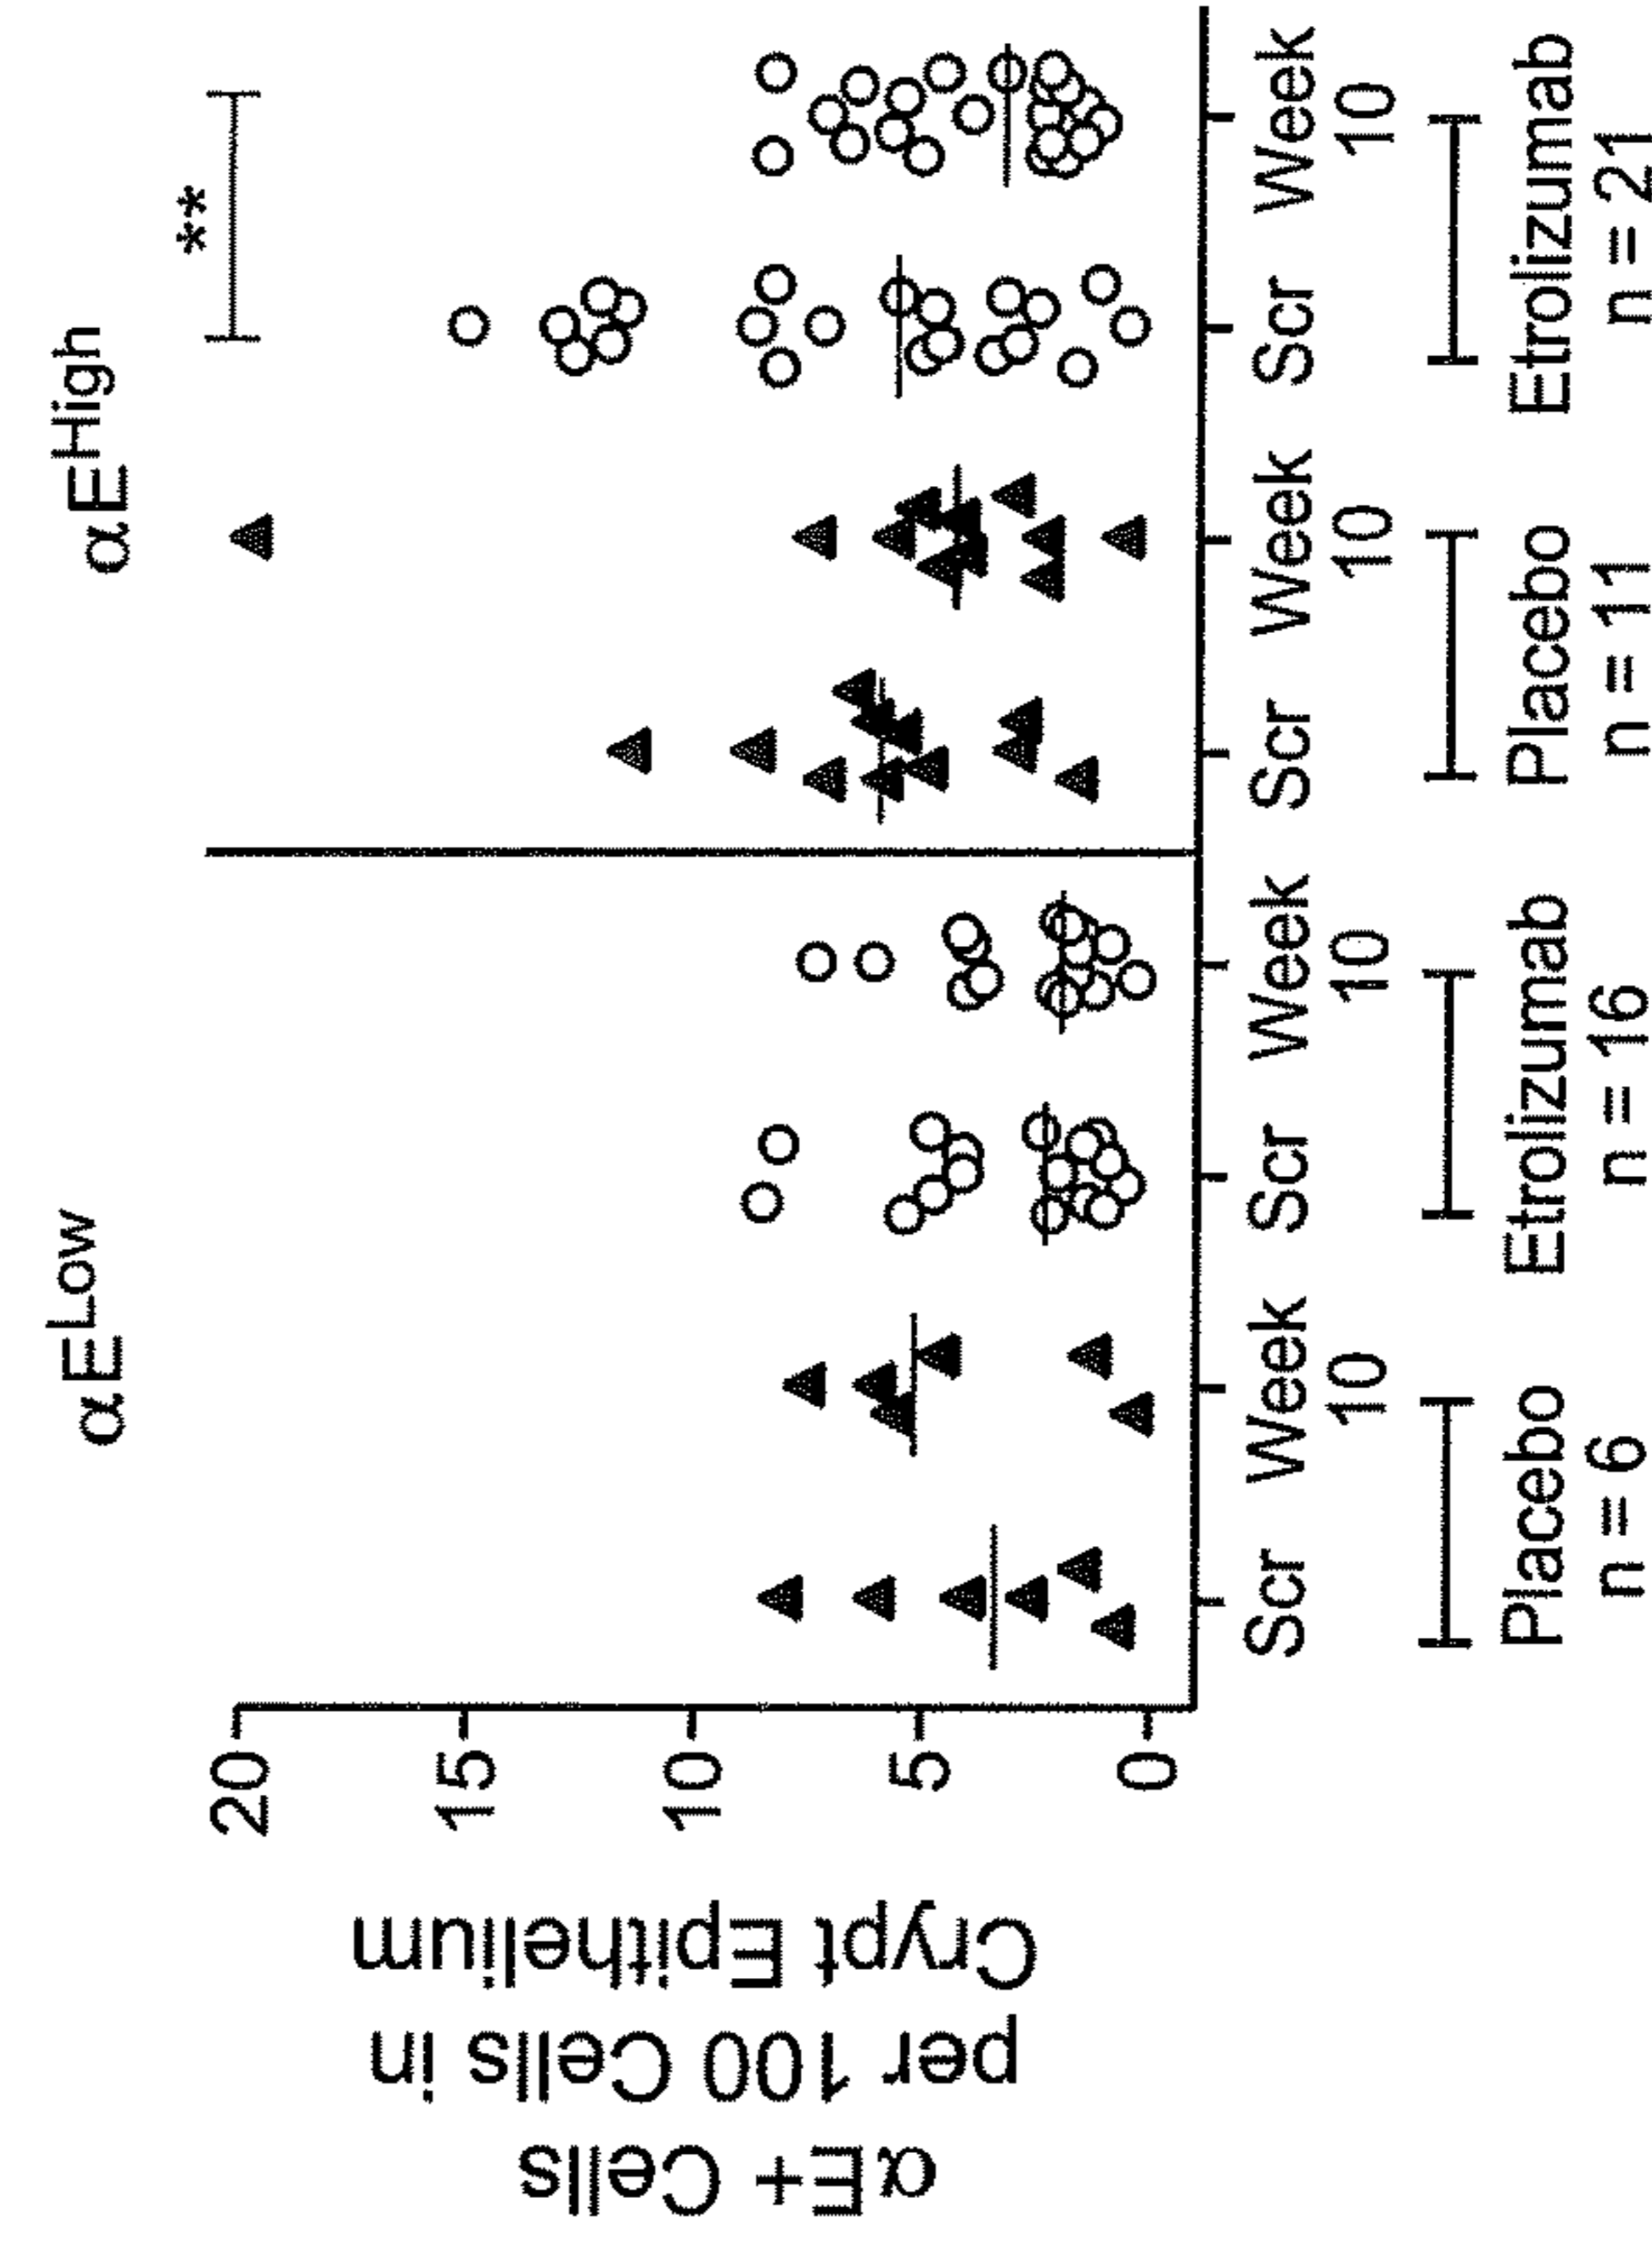 αE+ Cells
per 100 Cells in
Crypt Epithelium
20
15
10
5
0
αELow
αEHigh
**
Scr Week 10 Scr Week 10 Scr Week 10 Scr Week 10
Placebo Etrolizumab Placebo Etrolizumab
n = 6 n = 16 n = 11 n = 21